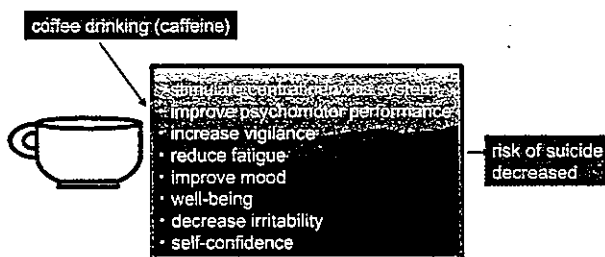 coffee drinking (caffeine)
· stimulate central nervous system
· improve psychomotor performance
· increase vigilance
· reduce fatigue
· improve mood
· well-being
· decrease irritability
· self-confidence
risk of suicide
decreased